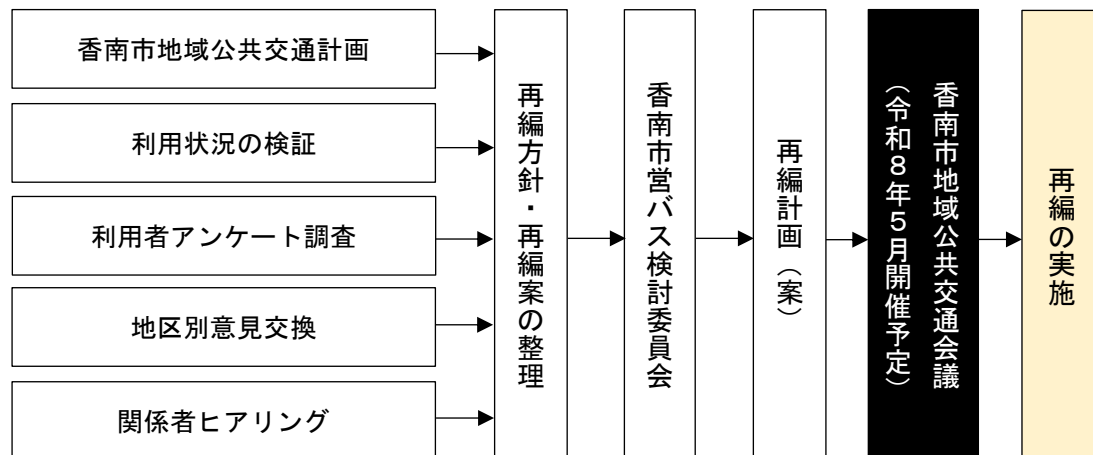 香南市地域公共交通計画
利用状況の検証
利用者アンケート調査
地区別意見交換
関係者ヒアリング
再編方針・再編案の整理
香南市営バス検討委員会
再編計画（案）
香南市地域公共交通会議
（令和８年５月開催予定）
再編の実施